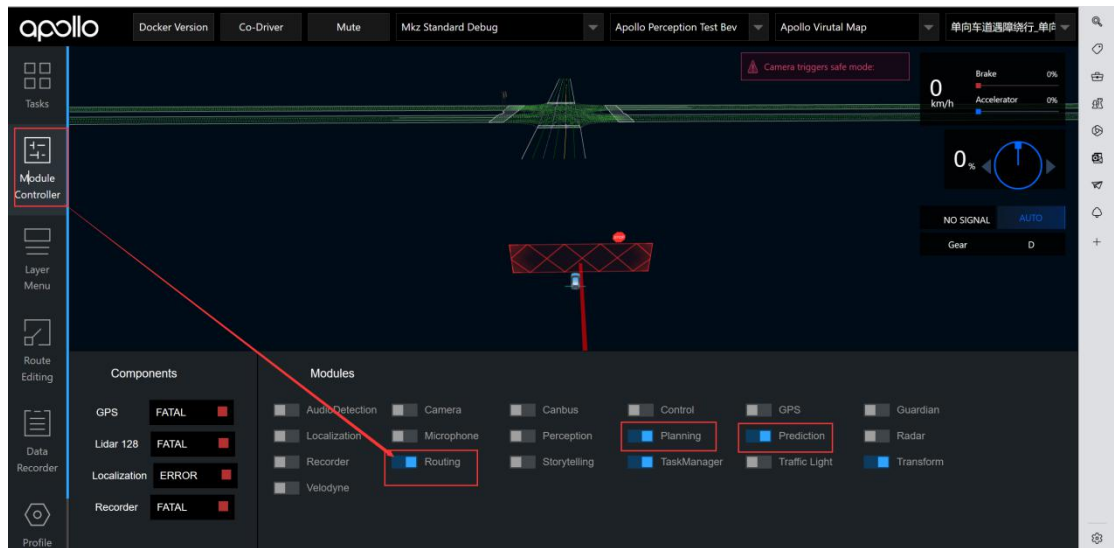 apollo
Docker Version
Co-Driver
Mute
Mkz Standard Debug
Apollo Perception Test Bev
Apollo Virutal Map
单向车道遇障绕行_单
Camera triggers safe mode:
0
km/h
Brake 0%
Accelerator 0%
0 %
NO SIGNAL AUTO
Gear D
Tasks
Module
Controller
Layer
Menu
Route
Editing
Data
Recorder
Profile
Components
GPS FATAL
Lidar 128 FATAL
Localization ERROR
Recorder FATAL
Modules
AudioDetection Camera Canbus Control GPS Guardian
Localization Microphone Perception Planning Prediction Radar
Recorder Routing Storytelling TaskManager Traffic Light Transform
Velodyne